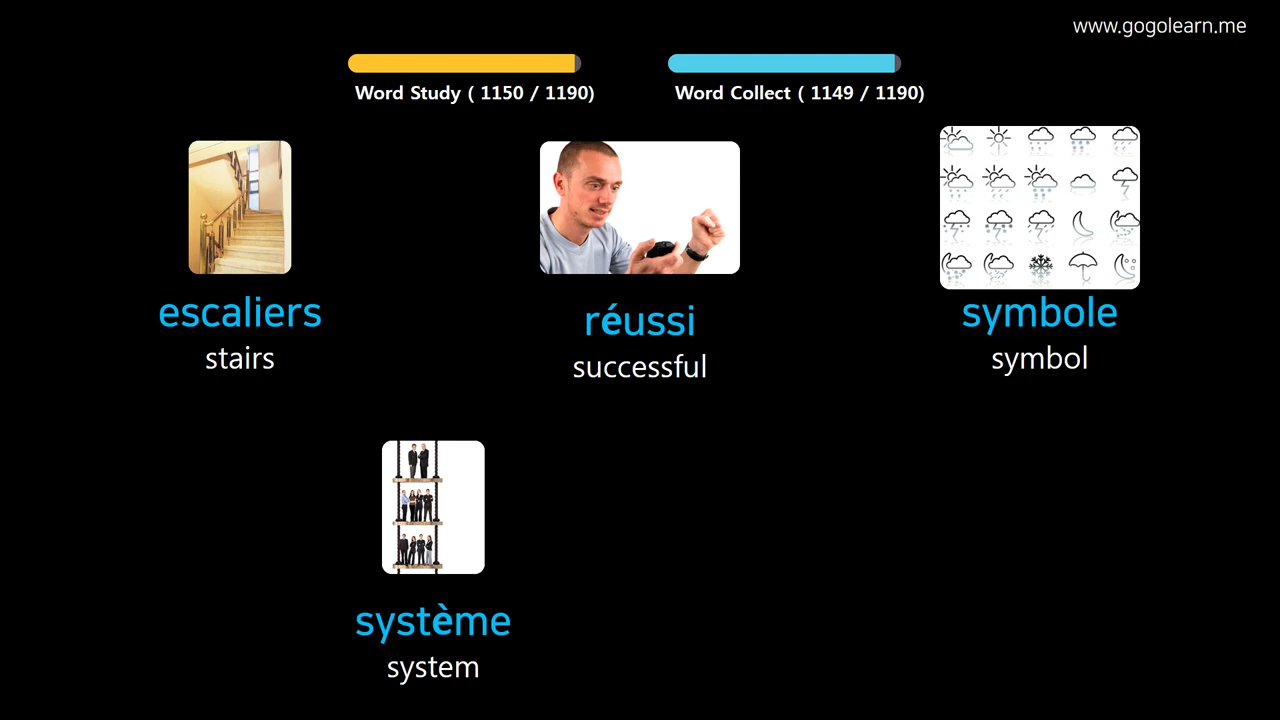 www.gogolearn.me
Word Study ( 1150 / 1190)
Word Collect ( 1149 / 1190)
escaliers
stairs
réussi
successful
symbole
symbol
système
system